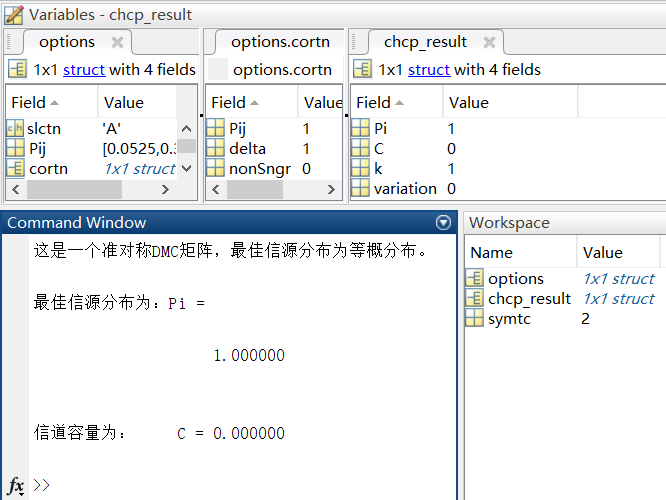 Variables - chcp_result
options
1x1 struct with 4 fields
Field Value
slctn 'A'
Pij [0.0525,0.
cortn 1x1 struct
options.cortn
options.cortn
Field Value
Pij 1
delta 1
nonSngr 0
chcp_result
1x1 struct with 4 fields
Field Value
Pi 1
C 0
k 1
variation 0
Command Window
这是一个准对称DMC矩阵，最佳信源分布为等概分布。
最佳信源分布为：Pi =
1.000000
信道容量为： C = 0.000000
fx >>
Workspace
Name Value
options 1x1 struct
chcp_result 1x1 struct
symtc 2